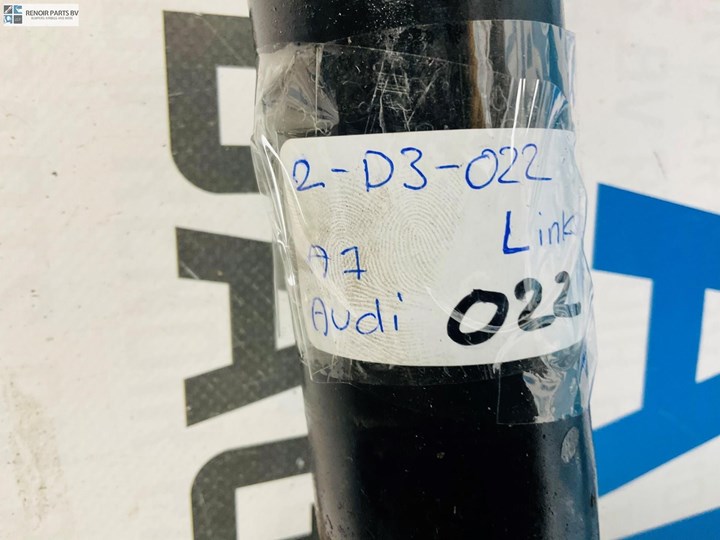 RENOIR PARTS BV
2-D3-022
Link
A7
Audi 022